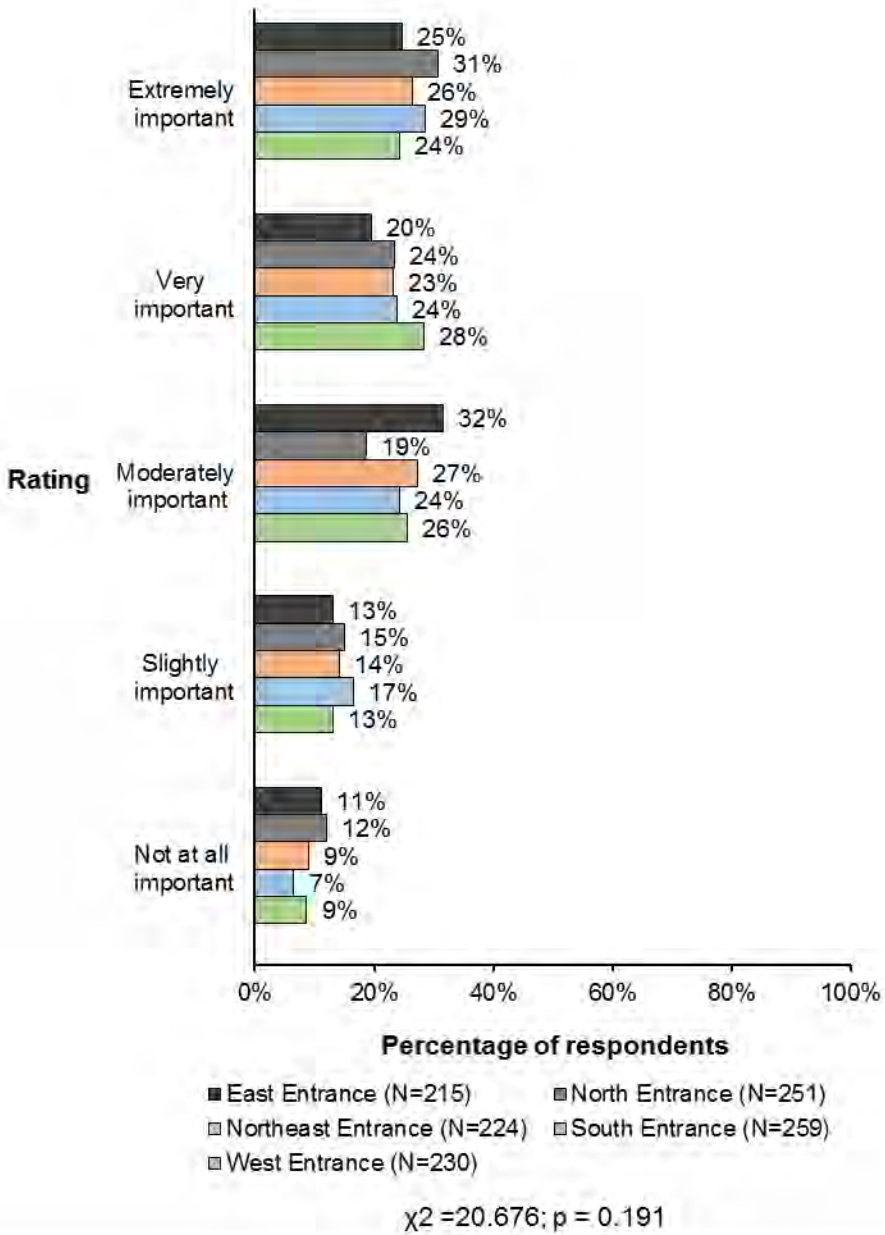 25%
31%
Extremely
26%
important
29%
24%
20%
24%
Very
23%
important
24%
28%
32%
19%
Rating
Moderately
27%
important
24%
26%
13%
15%
Slightly
14%
important
17%
13%
11%
12%
Not at all
9%
important
7%
9%
0% 20% 40% 60% 80% 100%
Percentage of respondents
East Entrance (N=215) North Entrance (N=251)
Northeast Entrance (N=224) South Entrance (N=259)
West Entrance (N=230)
χ2 =20.676; p = 0.191